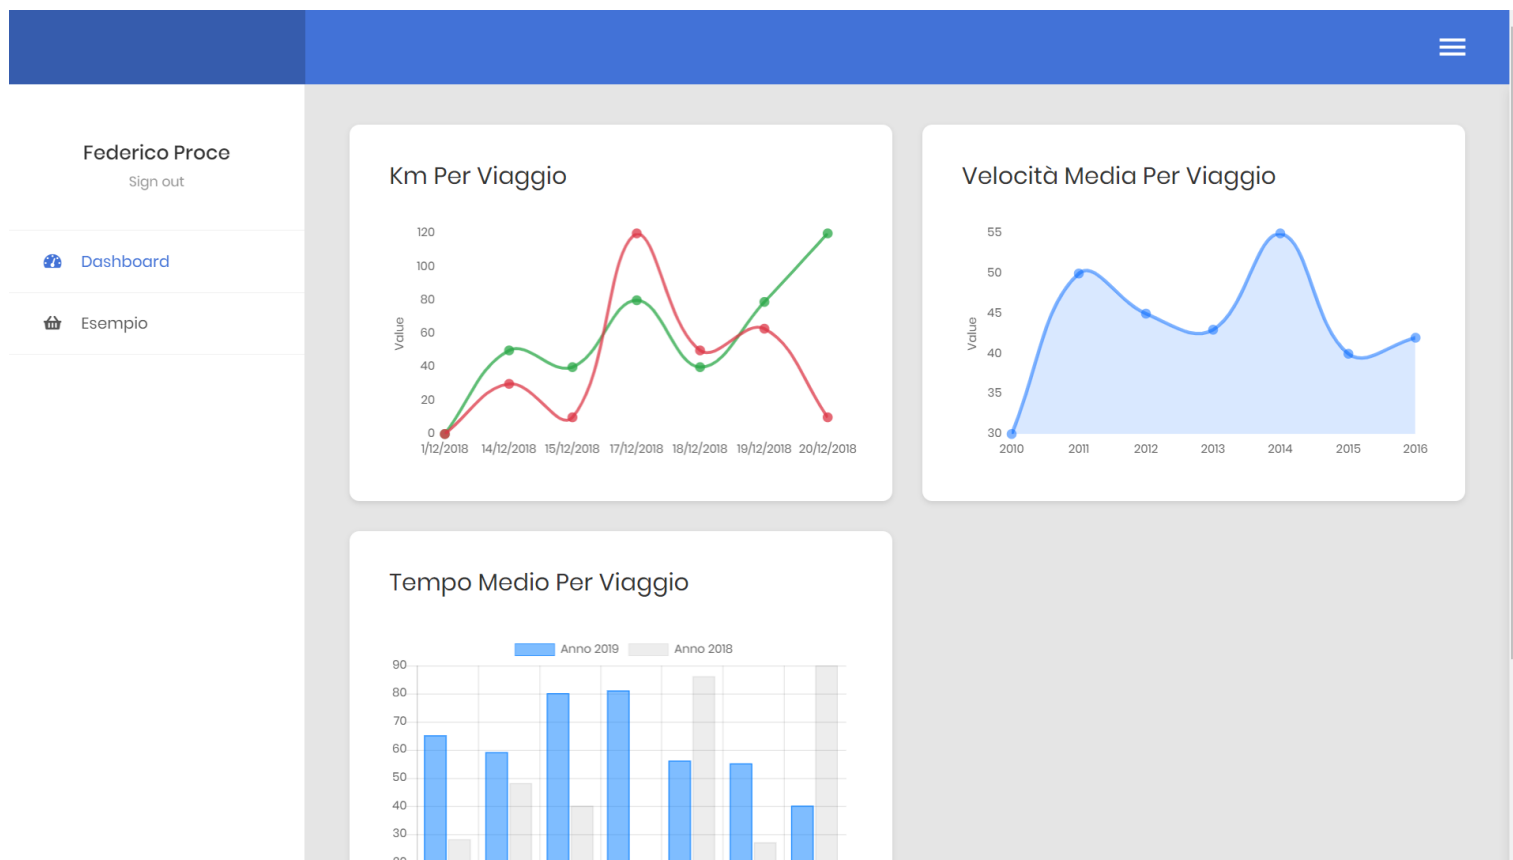 Federico Proce
Sign out
Dashboard
Esempio
Km Per Viaggio
120
100
80
60
40
20
0
Value
1/12/2018 14/12/2018 15/12/2018 17/12/2018 18/12/2018 19/12/2018 20/12/2018
Velocità Media Per Viaggio
55
50
45
40
35
30
Value
2010 2011 2012 2013 2014 2015 2016
Tempo Medio Per Viaggio
Anno 2019 Anno 2018
90
80
70
60
50
40
30